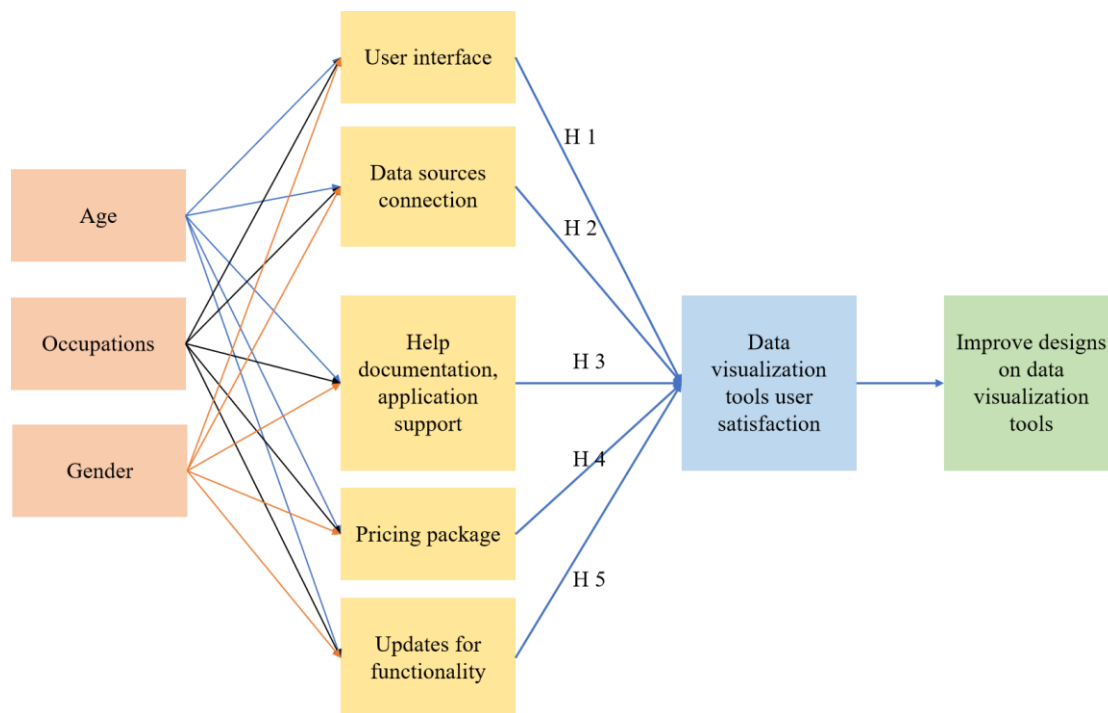 Age
Occupations
Gender
User interface
Data sources
connection
Help
documentation,
application
support
Pricing package
Updates for
functionality
H 1
H 2
H 3
H 4
H 5
Data
visualization
tools user
satisfaction
Improve designs
on data
visualization
tools